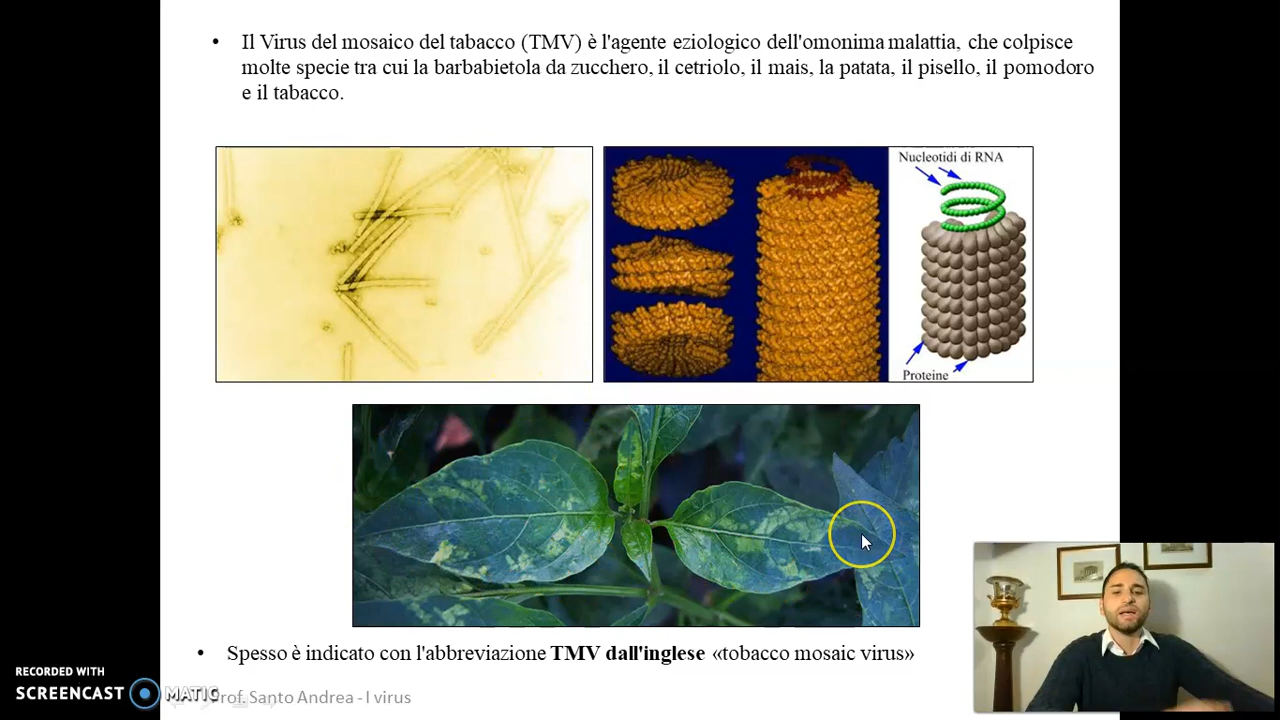 • Il Virus del mosaico del tabacco (TMV) è l'agente eziologico dell'omonima malattia, che colpisce
molte specie tra cui la barbabietola da zucchero, il cetriolo, il mais, la patata, il pisello, il pomodoro
e il tabacco.
Nucleotidi di RNA
Proteine
• Spesso è indicato con l'abbreviazione TMV dall'inglese «tobacco mosaic virus»
RECORDED WITH
SCREENCAST MATIC
Prof. Santo Andrea - I virus